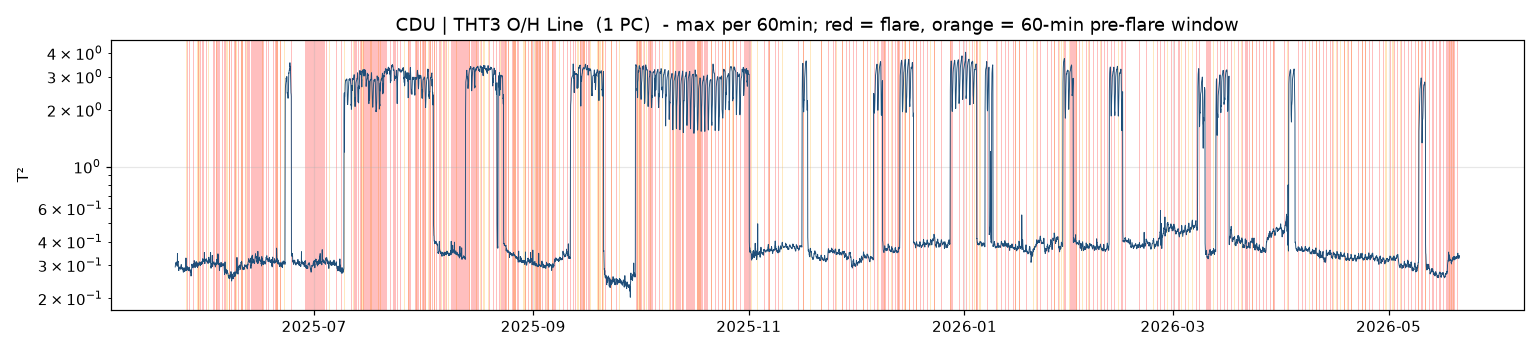 CDU | THT3 O/H Line  (1 PC)  - max per 60min; red = flare, orange = 60-min pre-flare window
4 × 10⁰
3 × 10⁰
2 × 10⁰
10⁰
6 × 10⁻¹
4 × 10⁻¹
3 × 10⁻¹
2 × 10⁻¹
T²
2025-07 2025-09 2025-11 2026-01 2026-03 2026-05